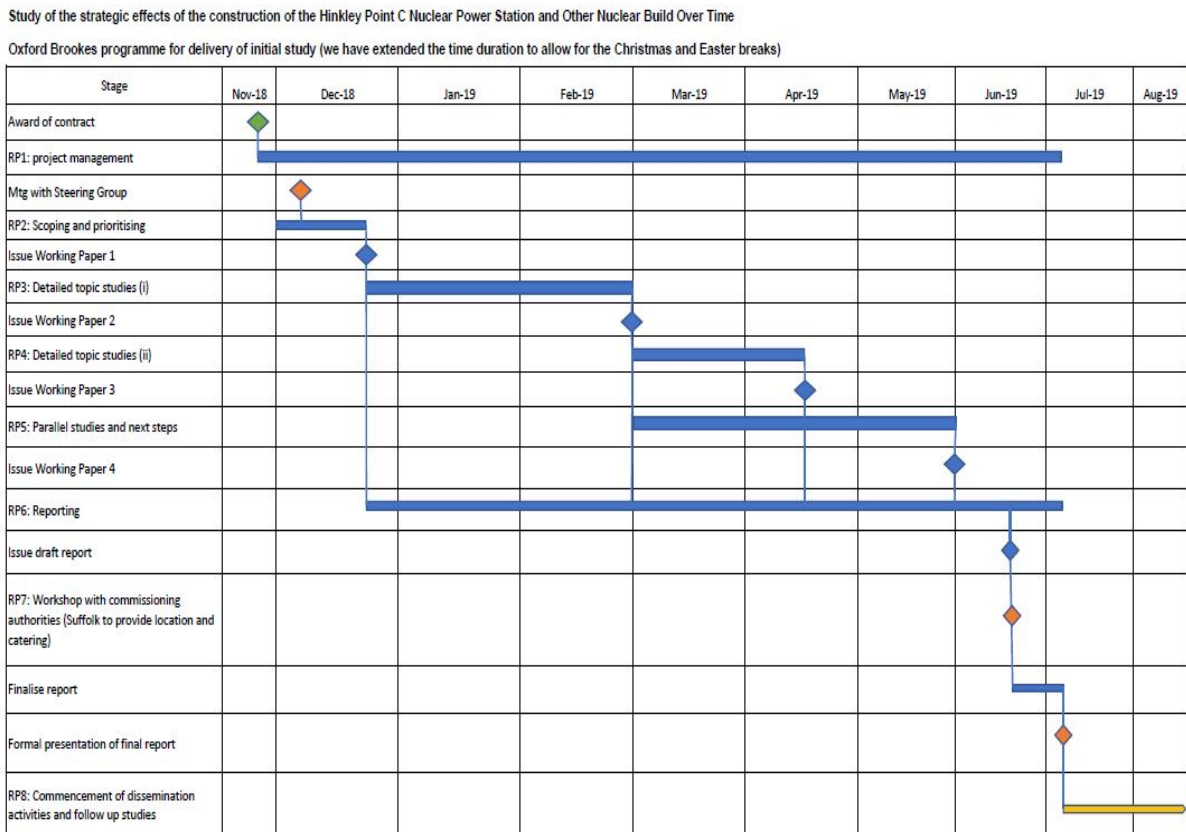 Study of the strategic effects of the construction of the Hinkley Point C Nuclear Power Station and Other Nuclear Build Over Time
Oxford Brookes programme for delivery of initial study (we have extended the time duration to allow for the Christmas and Easter breaks)
Stage Nov-18 Dec-18 Jan-19 Feb-19 Mar-19 Apr-19 May-19 Jun-19 Jul-19 Aug-19
Award of contract
RP1: project management
Mtg with Steering Group
RP2: Scoping and prioritising
Issue Working Paper 1
RP3: Detailed topic studies (i)
Issue Working Paper 2
RP4: Detailed topic studies (ii)
Issue Working Paper 3
RP5: Parallel studies and next steps
Issue Working Paper 4
RP6: Reporting
Issue draft report
RP7: Workshop with commissioning
authorities (Suffolk to provide location and
catering)
Finalise report
Formal presentation of final report
RP8: Commencement of dissemination
activities and follow up studies